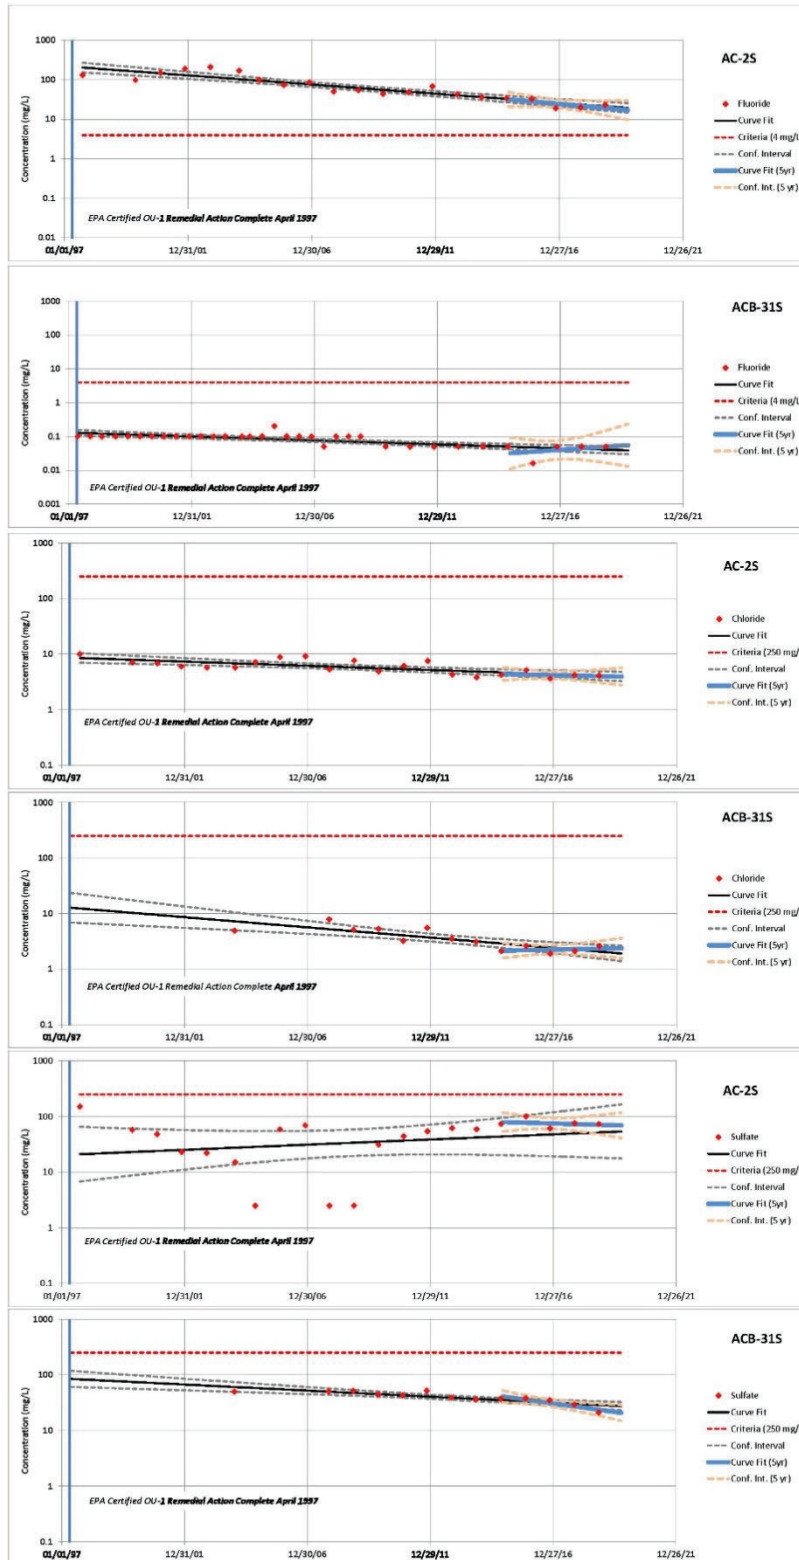 AC-2S
Concentration (mg/L)
1000
100
10
1
0.1
0.01
Fluoride
Curve Fit
Criteria (4 mg/L
Conf. Interval
Curve Fit (5yr)
Conf. Int. (5 yr)
EPA Certified OU-1 Remedial Action Complete April 1997
01/01/97 12/31/01 12/30/06 12/29/11 12/27/16 12/26/21
ACB-31S
Concentration (mg/L)
1000
100
10
1
0.1
0.01
0.001
Fluoride
Curve Fit
Criteria (4 mg/L
Conf. Interval
Curve Fit (5yr)
Conf. Int. (5 yr)
EPA Certified OU-1 Remedial Action Complete April 1997
01/01/97 12/31/01 12/30/06 12/29/11 12/27/16 12/26/21
AC-2S
Concentration (mg/L)
1000
100
10
1
0.1
Chloride
Curve Fit
Criteria (250 mg/
Conf. Interval
Curve Fit (5yr)
Conf. Int. (5 yr)
EPA Certified OU-1 Remedial Action Complete April 1997
01/01/97 12/31/01 12/30/06 12/29/11 12/27/16 12/26/21
ACB-31S
Concentration (mg/L)
1000
100
10
1
0.1
Chloride
Curve Fit
Criteria (250 mg/
Conf. Interval
Curve Fit (5yr)
Conf. Int. (5 yr)
EPA Certified OU-1 Remedial Action Complete April 1997
01/01/97 12/31/01 12/30/06 12/29/11 12/27/16 12/26/21
AC-2S
Concentration (mg/L)
1000
100
10
1
0.1
Sulfate
Curve Fit
Criteria (250 mg/
Conf. Interval
Curve Fit (5yr)
Conf. Int. (5 yr)
EPA Certified OU-1 Remedial Action Complete April 1997
01/01/97 12/31/01 12/30/06 12/29/11 12/27/16 12/26/21
ACB-31S
Concentration (mg/L)
1000
100
10
1
0.1
Sulfate
Curve Fit
Criteria (250 mg/
Conf. Interval
Curve Fit (5yr)
Conf. Int. (5 yr)
EPA Certified OU-1 Remedial Action Complete April 1997
01/01/97 12/31/01 12/30/06 12/29/11 12/27/16 12/26/21